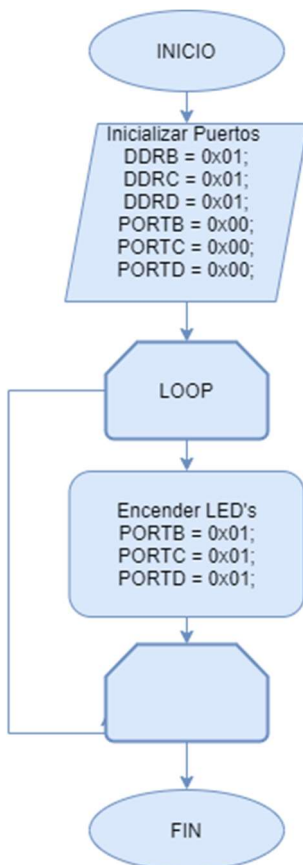 INICIO
Inicializar Puertos
DDRB = 0x01;
DDRC = 0x01;
DDRD = 0x01;
PORTB = 0x00;
PORTC = 0x00;
PORTD = 0x00;
LOOP
Encender LED's
PORTB = 0x01;
PORTC = 0x01;
PORTD = 0x01;
FIN